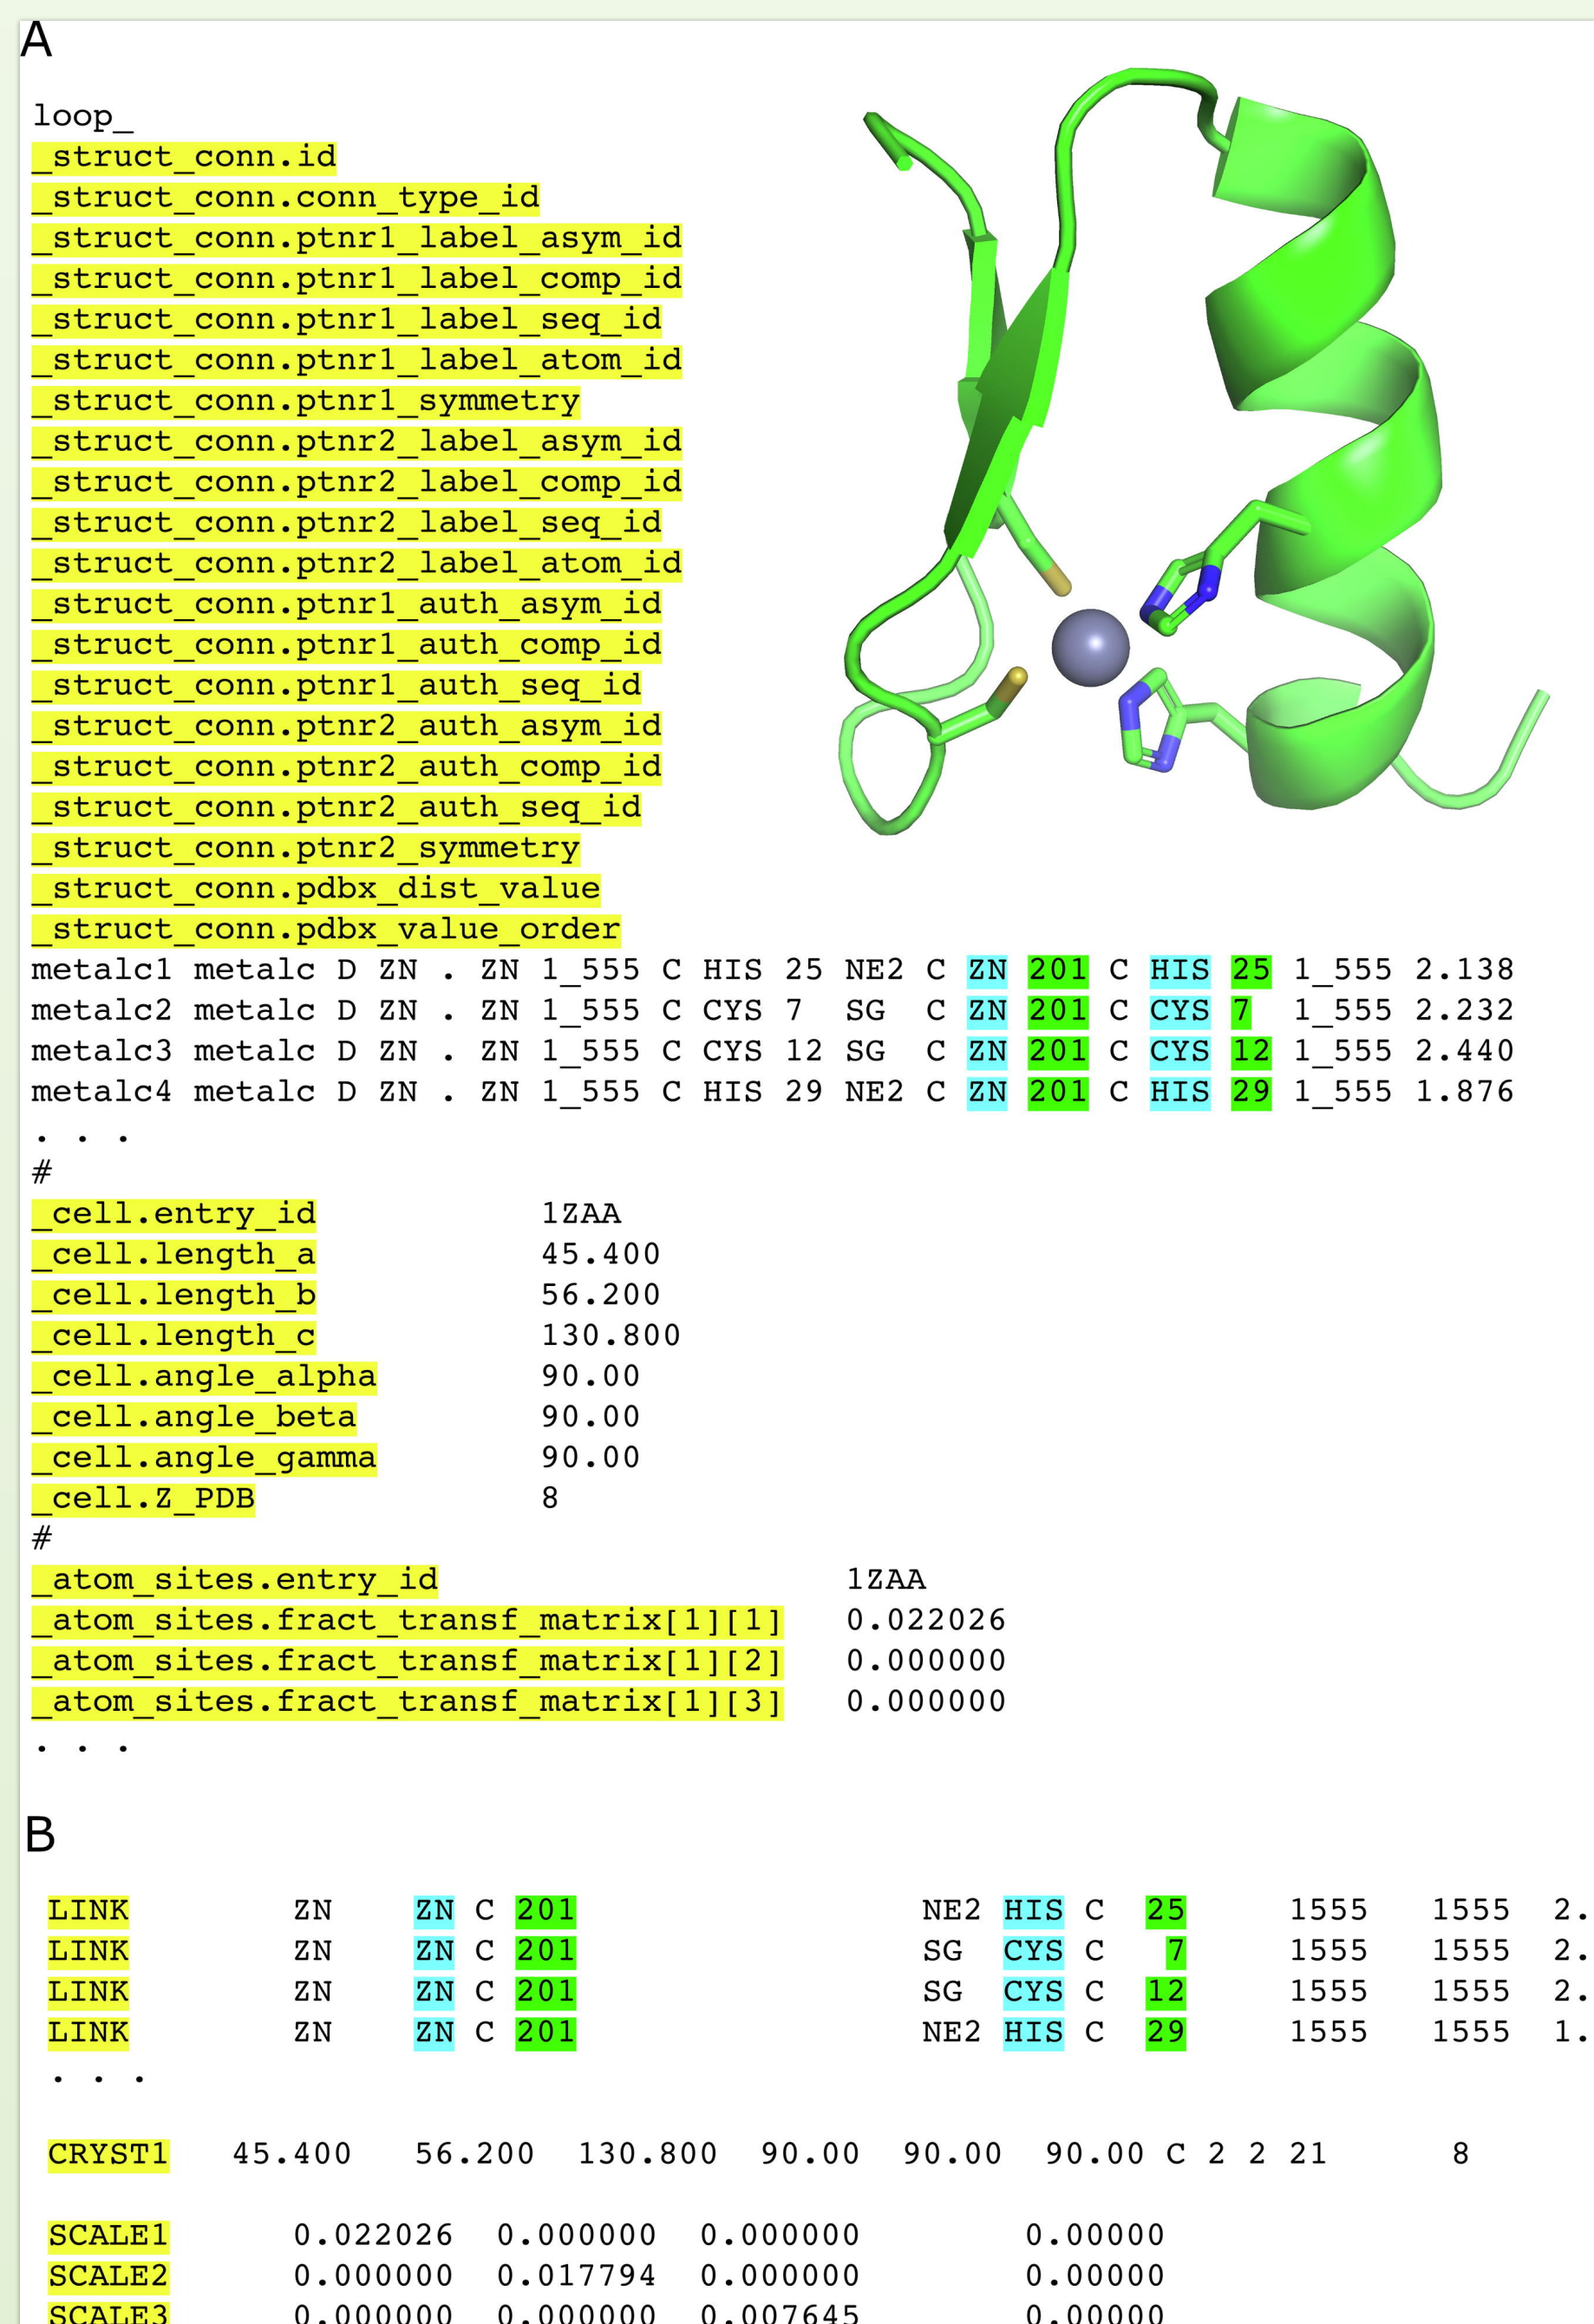 A
loop_
_struct_conn.id
_struct_conn.conn_type_id
_struct_conn.ptnr1_label_asym_id
_struct_conn.ptnr1_label_comp_id
_struct_conn.ptnr1_label_seq_id
_struct_conn.ptnr1_label_atom_id
_struct_conn.ptnr1_symmetry
_struct_conn.ptnr2_label_asym_id
_struct_conn.ptnr2_label_comp_id
_struct_conn.ptnr2_label_seq_id
_struct_conn.ptnr2_label_atom_id
_struct_conn.ptnr1_auth_asym_id
_struct_conn.ptnr1_auth_comp_id
_struct_conn.ptnr1_auth_seq_id
_struct_conn.ptnr2_auth_asym_id
_struct_conn.ptnr2_auth_comp_id
_struct_conn.ptnr2_auth_seq_id
_struct_conn.ptnr2_symmetry
_struct_conn.pdbx_dist_value
_struct_conn.pdbx_value_order
metalc1 metalc D ZN . ZN 1_555 C HIS 25 NE2 C ZN 201 C HIS 25 1_555 2.138
metalc2 metalc D ZN . ZN 1_555 C CYS 7 SG C ZN 201 C CYS 7 1_555 2.232
metalc3 metalc D ZN . ZN 1_555 C CYS 12 SG C ZN 201 C CYS 12 1_555 2.440
metalc4 metalc D ZN . ZN 1_555 C HIS 29 NE2 C ZN 201 C HIS 29 1_555 1.876
. . .
#
_cell.entry_id 1ZAA
_cell.length_a 45.400
_cell.length_b 56.200
_cell.length_c 130.800
_cell.angle_alpha 90.00
_cell.angle_beta 90.00
_cell.angle_gamma 90.00
_cell.Z_PDB 8
#
_atom_sites.entry_id 1ZAA
_atom_sites.fract_transf_matrix[1][1] 0.022026
_atom_sites.fract_transf_matrix[1][2] 0.000000
_atom_sites.fract_transf_matrix[1][3] 0.000000
. . .
B
LINK ZN ZN C 201 NE2 HIS C 25 1555 1555 2.
LINK ZN ZN C 201 SG CYS C 7 1555 1555 2.
LINK ZN ZN C 201 SG CYS C 12 1555 1555 2.
LINK ZN ZN C 201 NE2 HIS C 29 1555 1555 1.
. . .
CRYST1 45.400 56.200 130.800 90.00 90.00 90.00 C 2 2 21 8
SCALE1 0.022026 0.000000 0.000000 0.00000
SCALE2 0.000000 0.017794 0.000000 0.00000
SCALE3 0.000000 0.000000 0.007645 0.00000